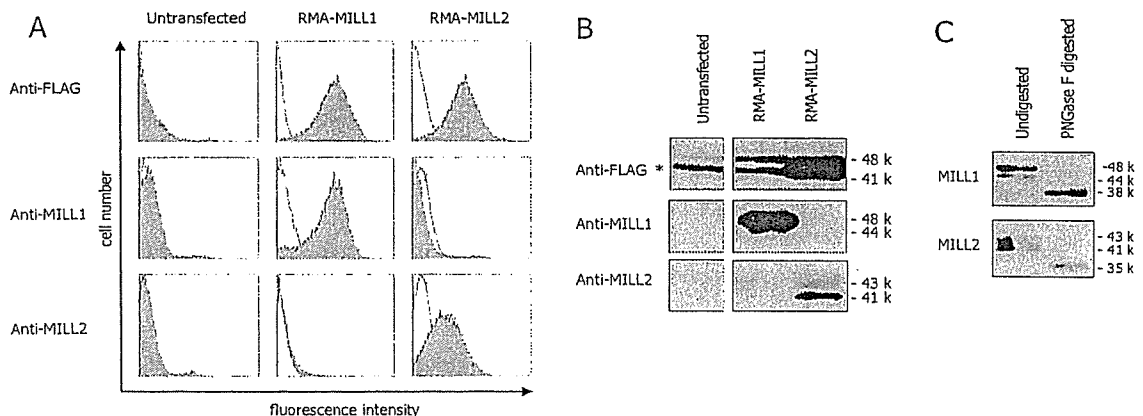 A
Untransfected
RMA-MILL1
RMA-MILL2
Anti-FLAG
Anti-MILL1
Anti-MILL2
cell number
fluorescence intensity
B
Untransfected
RMA-MILL1
RMA-MILL2
Anti-FLAG *
- 48 k
- 41 k
Anti-MILL1
- 48 k
- 44 k
Anti-MILL2
- 43 k
- 41 k
C
Undigested
PNGase F digested
MILL1
-48 k
-44 k
-38 k
MILL2
-43 k
-41 k
-35 k